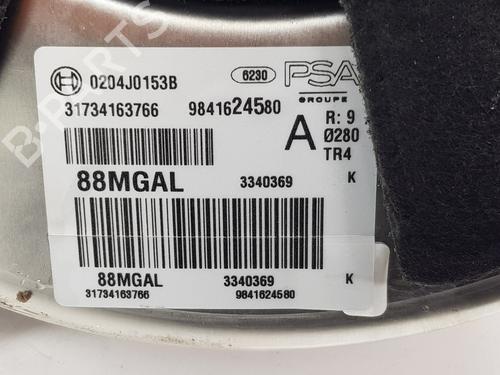 0204J0153B 6230 PSA
GROUPE
31734163766 9841624580
A R: 9
Ø280
TR4
88MGAL 3340369 K
88MGAL 3340369 K
31734163766 9841624580
B-PARTS